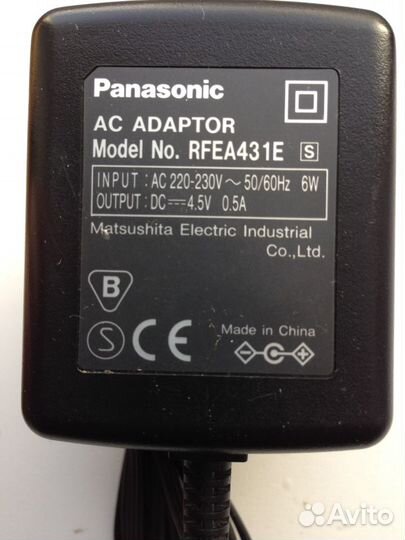 Panasonic
AC ADAPTOR
Model No. RFEA431E S
INPUT: AC 220-230V ~ 50/60Hz 6W
OUTPUT: DC ⎓ 4.5V 0.5A
Matsushita Electric Industrial
Co., Ltd.
B
S CE
Made in China
Avito